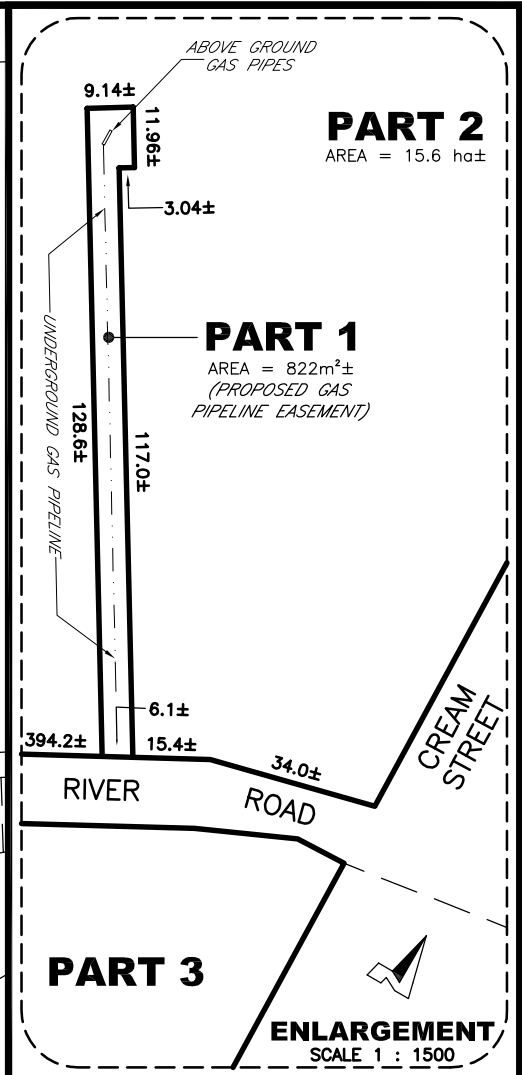 ABOVE GROUND
GAS PIPES
9.14±
11.96±
PART 2
AREA = 15.6 ha±
3.04±
UNDERGROUND GAS PIPELINE
PART 1
AREA = 822m²±
(PROPOSED GAS
PIPELINE EASEMENT)
128.6±
117.0±
6.1±
394.2±
15.4±
34.0±
CREAM
STREET
RIVER
ROAD
PART 3
ENLARGEMENT
SCALE 1 : 1500